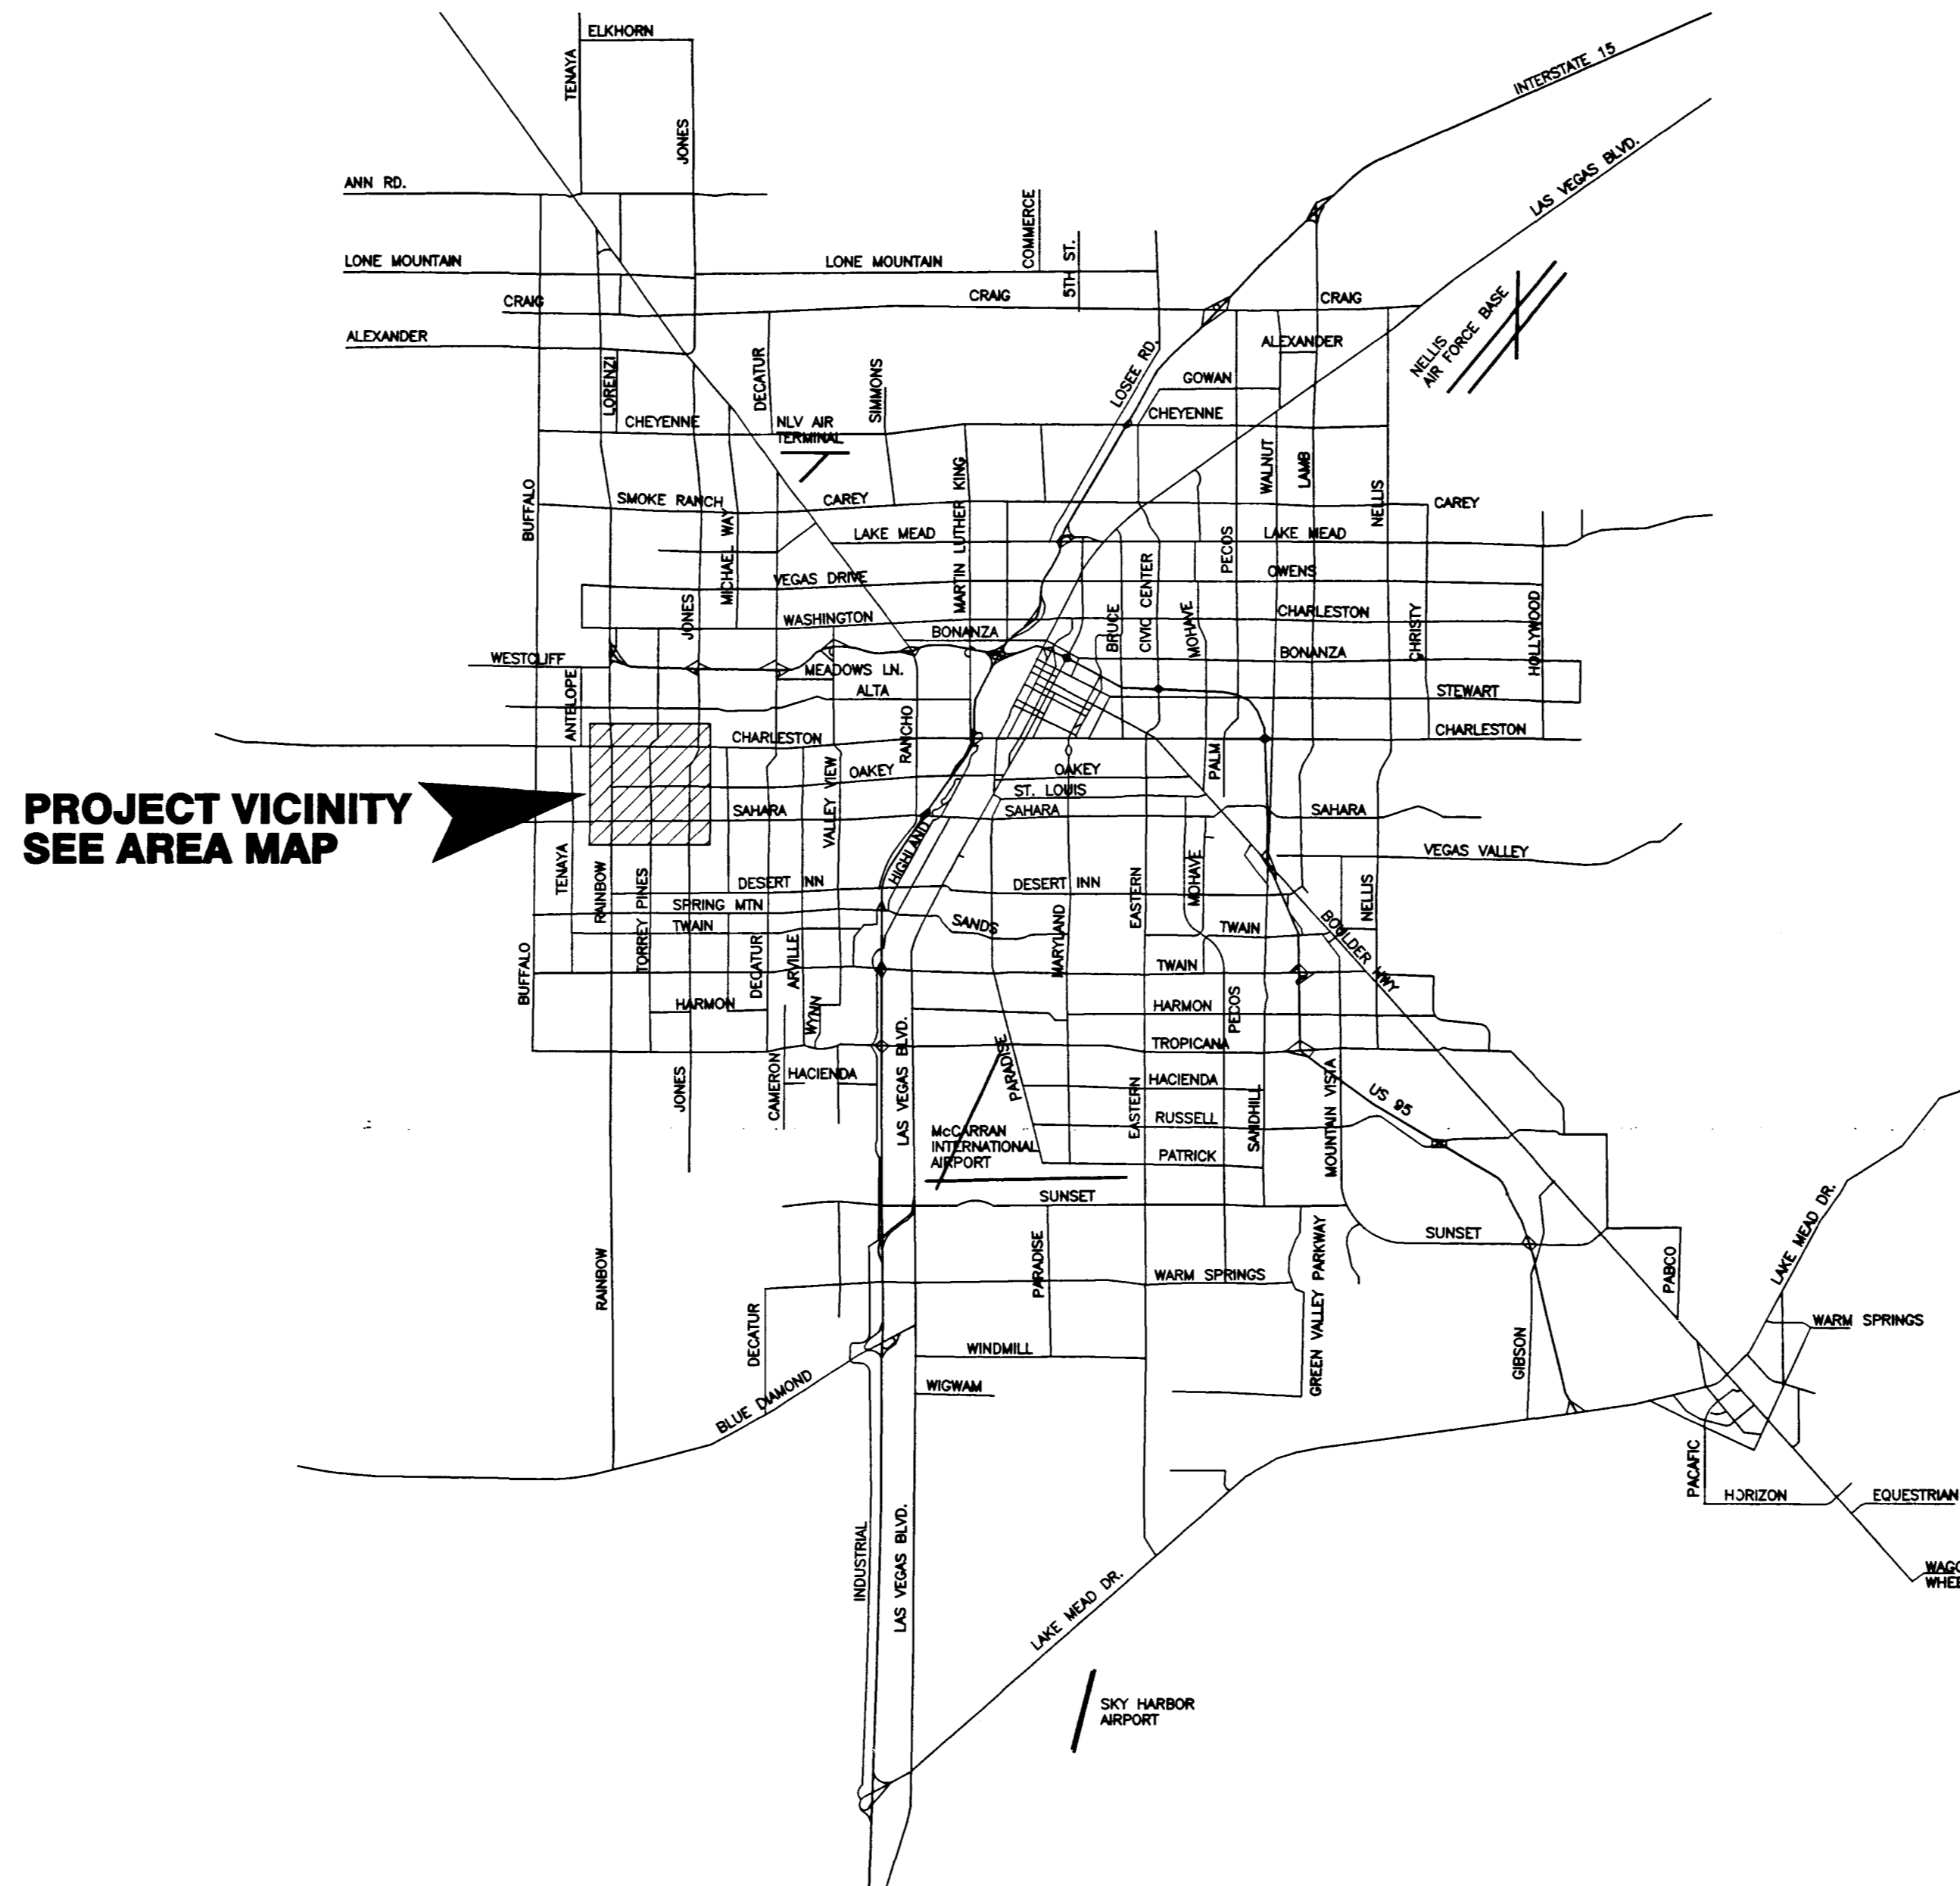 ELKHORN
TENAYA
JONES
INTERSTATE 15
LAS VEGAS BLVD.
ANN RD.
COMMERCE
5TH ST.
LONE MOUNTAIN
LONE MOUNTAIN
CRAIG
CRAIG
CRAIG
NELLIS
AIR FORCE BASE
ALEXANDER
ALEXANDER
LORENZI
DECATUR
SIMMONS
LOSEE RD.
GOWAN
CHEYENNE
NLV AIR
TERMINAL
CHEYENNE
BUFFALO
MARTIN LUTHER KING
WALNUT
LAMB
NELLIS
SMOKE RANCH
CAREY
CAREY
MICHAEL WAY
LAKE MEAD
PECOS
LAKE MEAD
VEGAS DRIVE
OWENS
JONES
WASHINGTON
BONANZA
BRUCE
CIVIC CENTER
MOHAVE
CHARLESTON
CHRISTY
HOLLYWOOD
WESTCLIFF
MEADOWS LN.
BONANZA
ANTELOPE
ALTA
STEWART
RANCHO
CHARLESTON
CHARLESTON
VALLEY VIEW
OAKEY
OAKEY
PALM
PROJECT VICINITY
SEE AREA MAP
ST. LOUIS
SAHARA
SAHARA
SAHARA
HIGHLAND
VEGAS VALLEY
TENAYA
RAINBOW
TORREY PINES
DESERT INN
DESERT INN
EASTERN
MOHAVE
NELLIS
SPRING MTN
TWAIN
SANDS
MARYLAND
TWAIN
BOULDER HWY
BUFFALO
DECATUR
ARVILLE
TWAIN
HARMON
WYNN
HARMON
PECOS
LAS VEGAS BLVD.
PARADISE
TROPICANA
JONES
CAMERON
HACIENDA
HACIENDA
EASTERN
SANDHILL
MOUNTAIN VISTA
US 95
RUSSELL
McCARRAN
INTERNATIONAL
AIRPORT
PATRICK
SUNSET
SUNSET
RAINBOW
PARADISE
GREEN VALLEY PARKWAY
PABCO
LAKE MEAD DR.
WARM SPRINGS
WARM SPRINGS
DECATUR
WINDMILL
GIBSON
WIGWAM
BLUE DIAMOND
PACAFIC
HORIZON
EQUESTRIAN
INDUSTRIAL
LAS VEGAS BLVD.
LAKE MEAD DR.
SKY HARBOR
AIRPORT